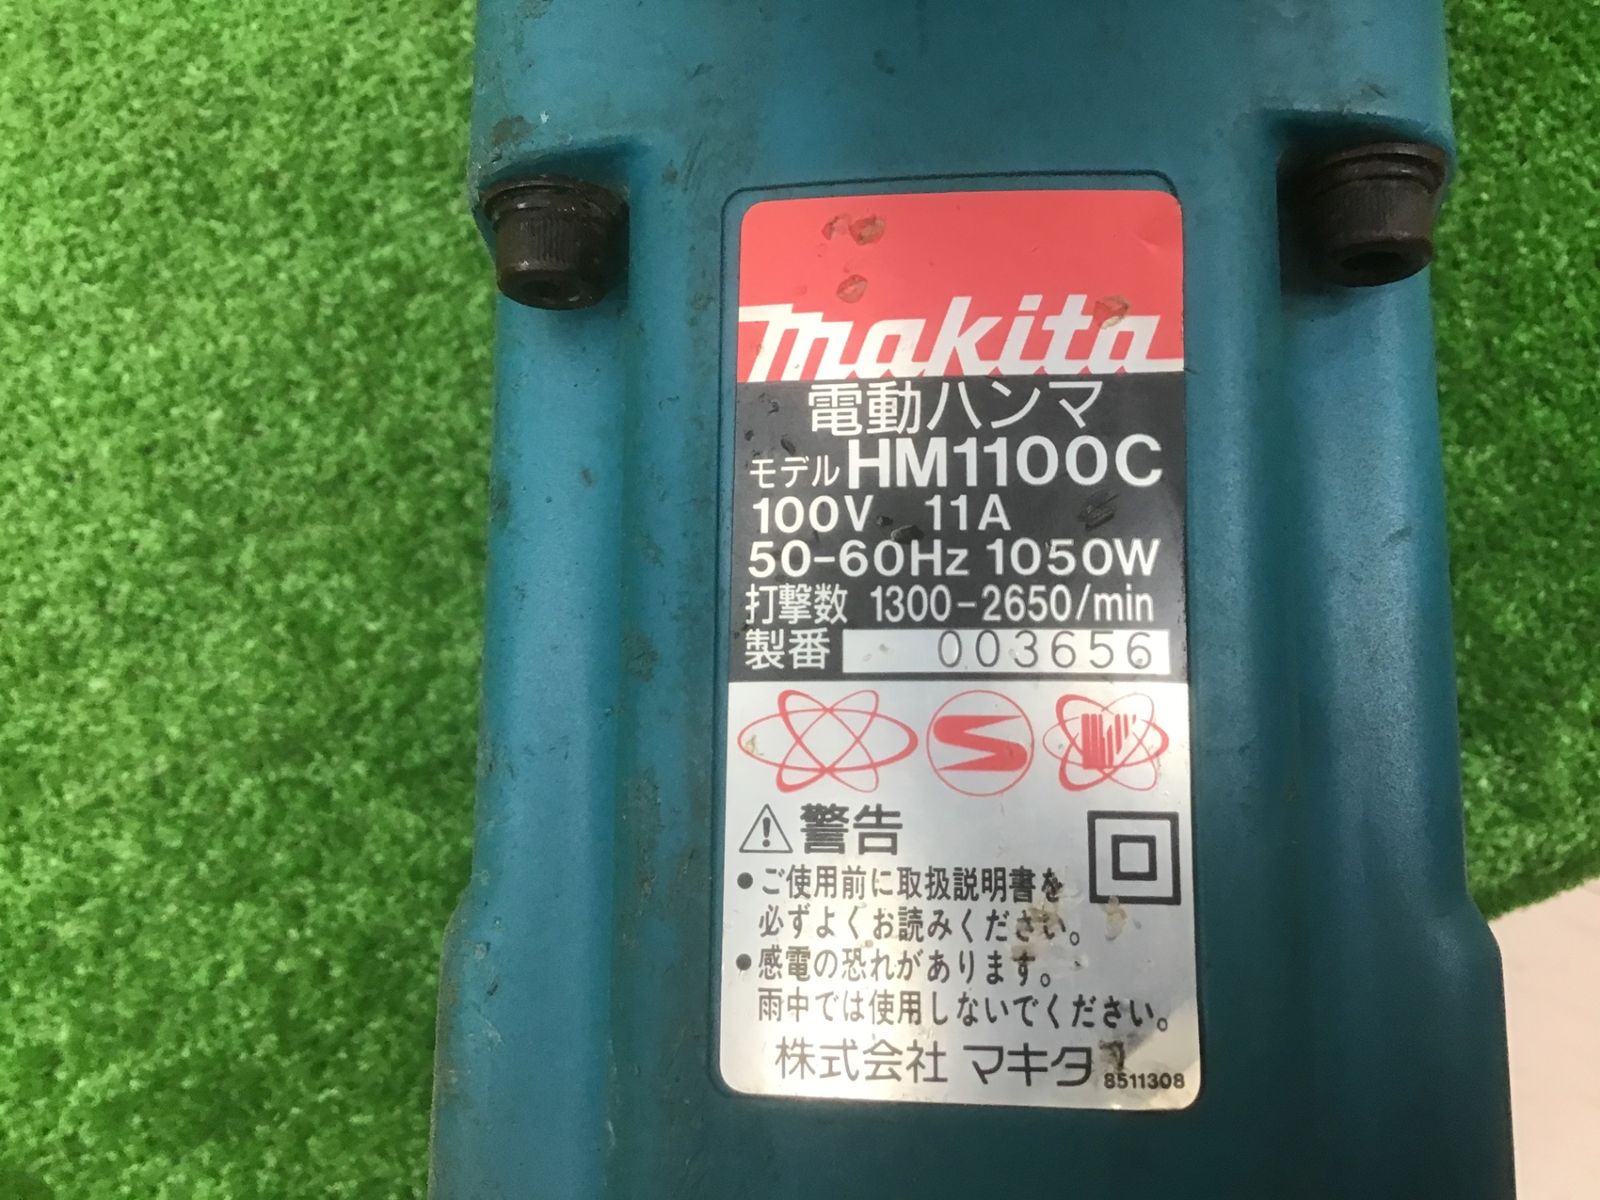 makita
電動ハンマ
モデル HM1100C
100V 11A
50-60Hz 1050W
打撃数 1300-2650/min
製番 003656
警告
●ご使用前に取扱説明書を
必ずよくお読みください。
●感電の恐れがあります。
雨中では使用しないでください。
株式会社 マキタ 8511308